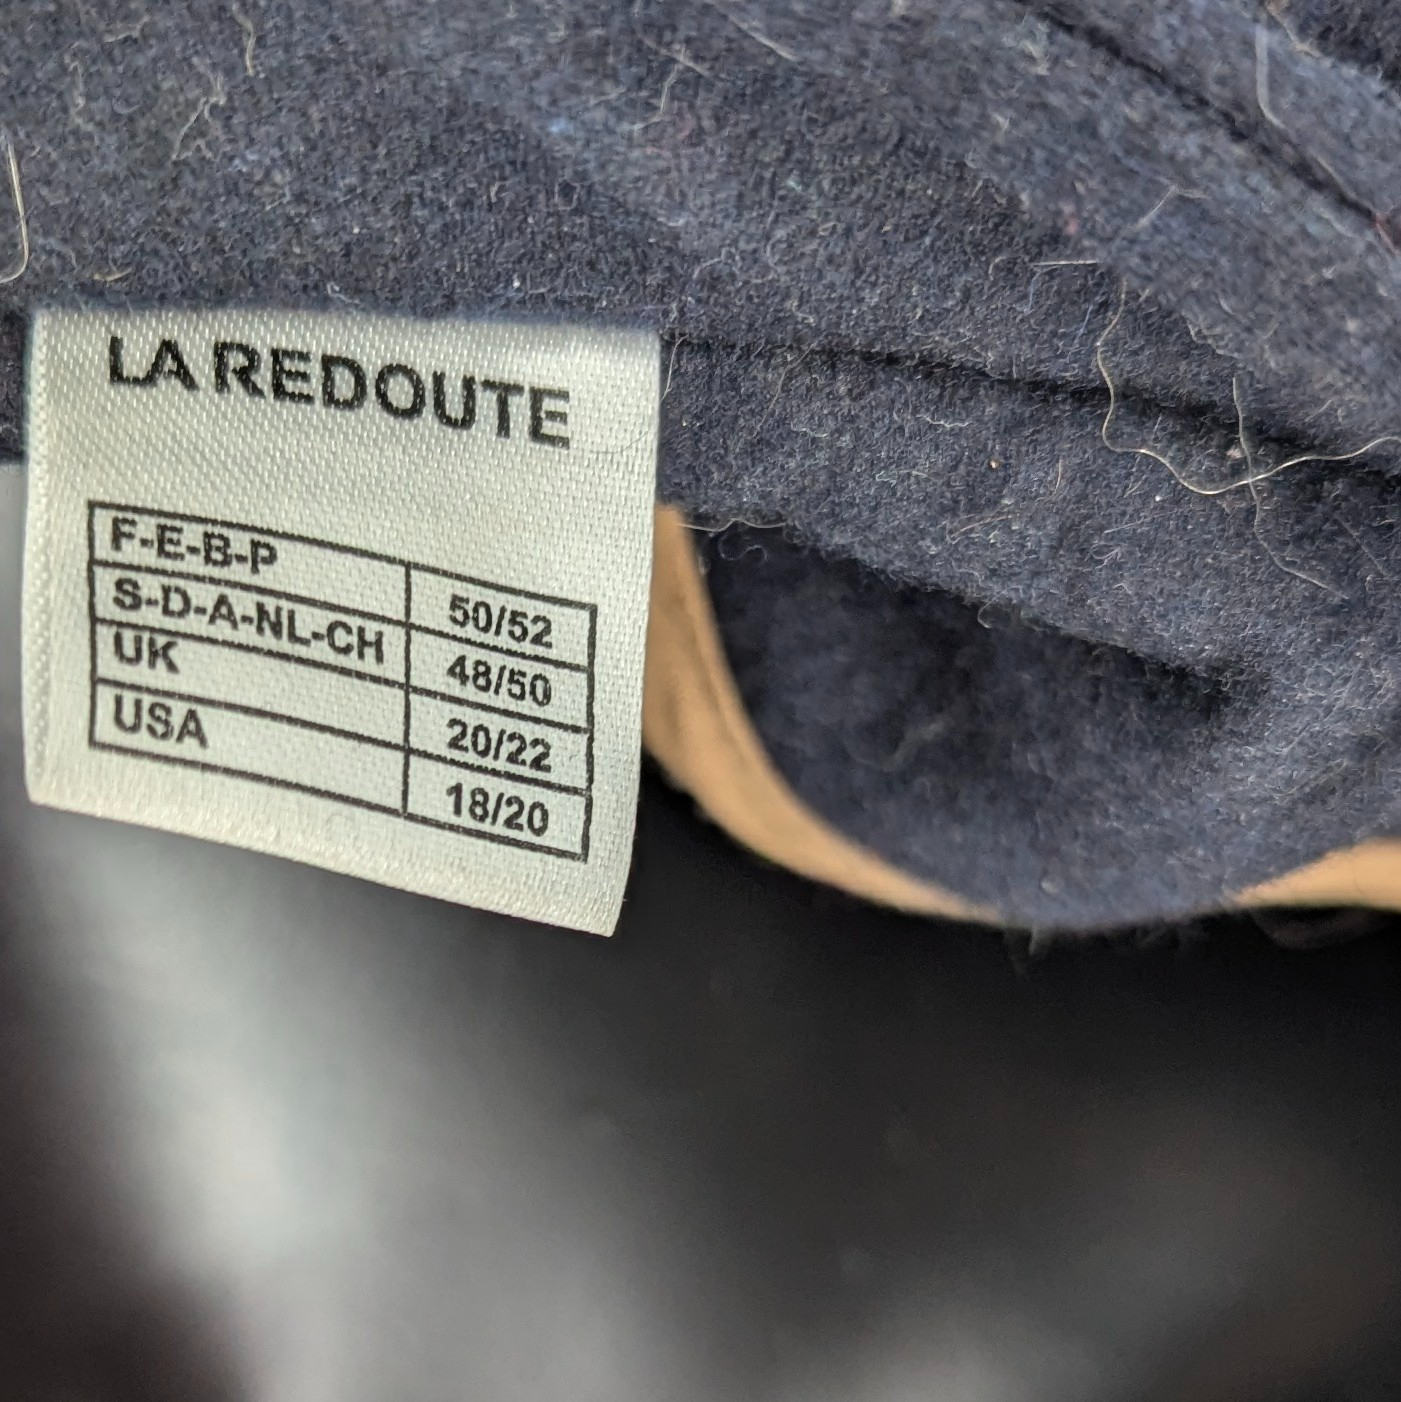 LA REDOUTE
F-E-B-P 50/52
S-D-A-NL-CH 48/50
UK 20/22
USA 18/20